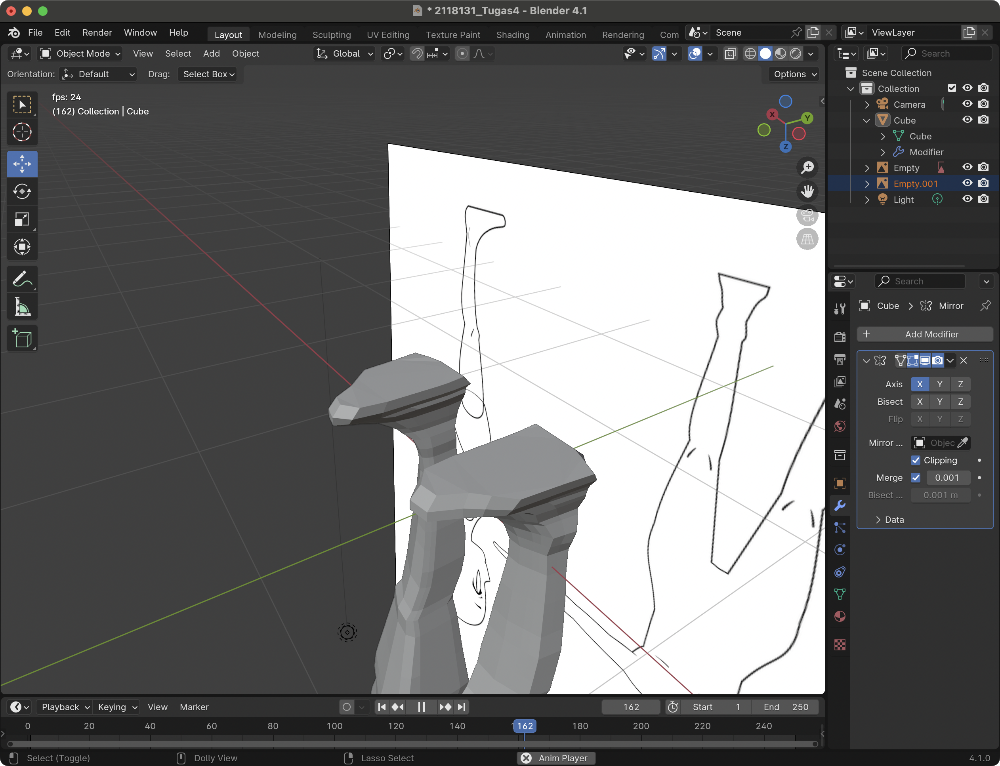 * 2118131_Tugas4 - Blender 4.1
File Edit Render Window Help Layout Modeling Sculpting UV Editing Texture Paint Shading Animation Rendering Com Scene ViewLayer
Object Mode View Select Add Object Global Search
Orientation: Default Drag: Select Box Options
fps: 24
(162) Collection | Cube
X Y Z
Scene Collection
Collection
Camera
Cube
Cube
Modifier
Empty
Empty.001
Light
Search
Cube > Mirror
+ Add Modifier
Axis X Y Z
Bisect X Y Z
Flip X Y Z
Mirror ... Objec
Clipping
Merge 0.001
Bisect ... 0.001 m
Data
Playback Keying View Marker 162 Start 1 End 250
0 20 40 60 80 100 120 140 162 180 200 220 240
Select (Toggle) Dolly View Lasso Select Anim Player 4.1.0